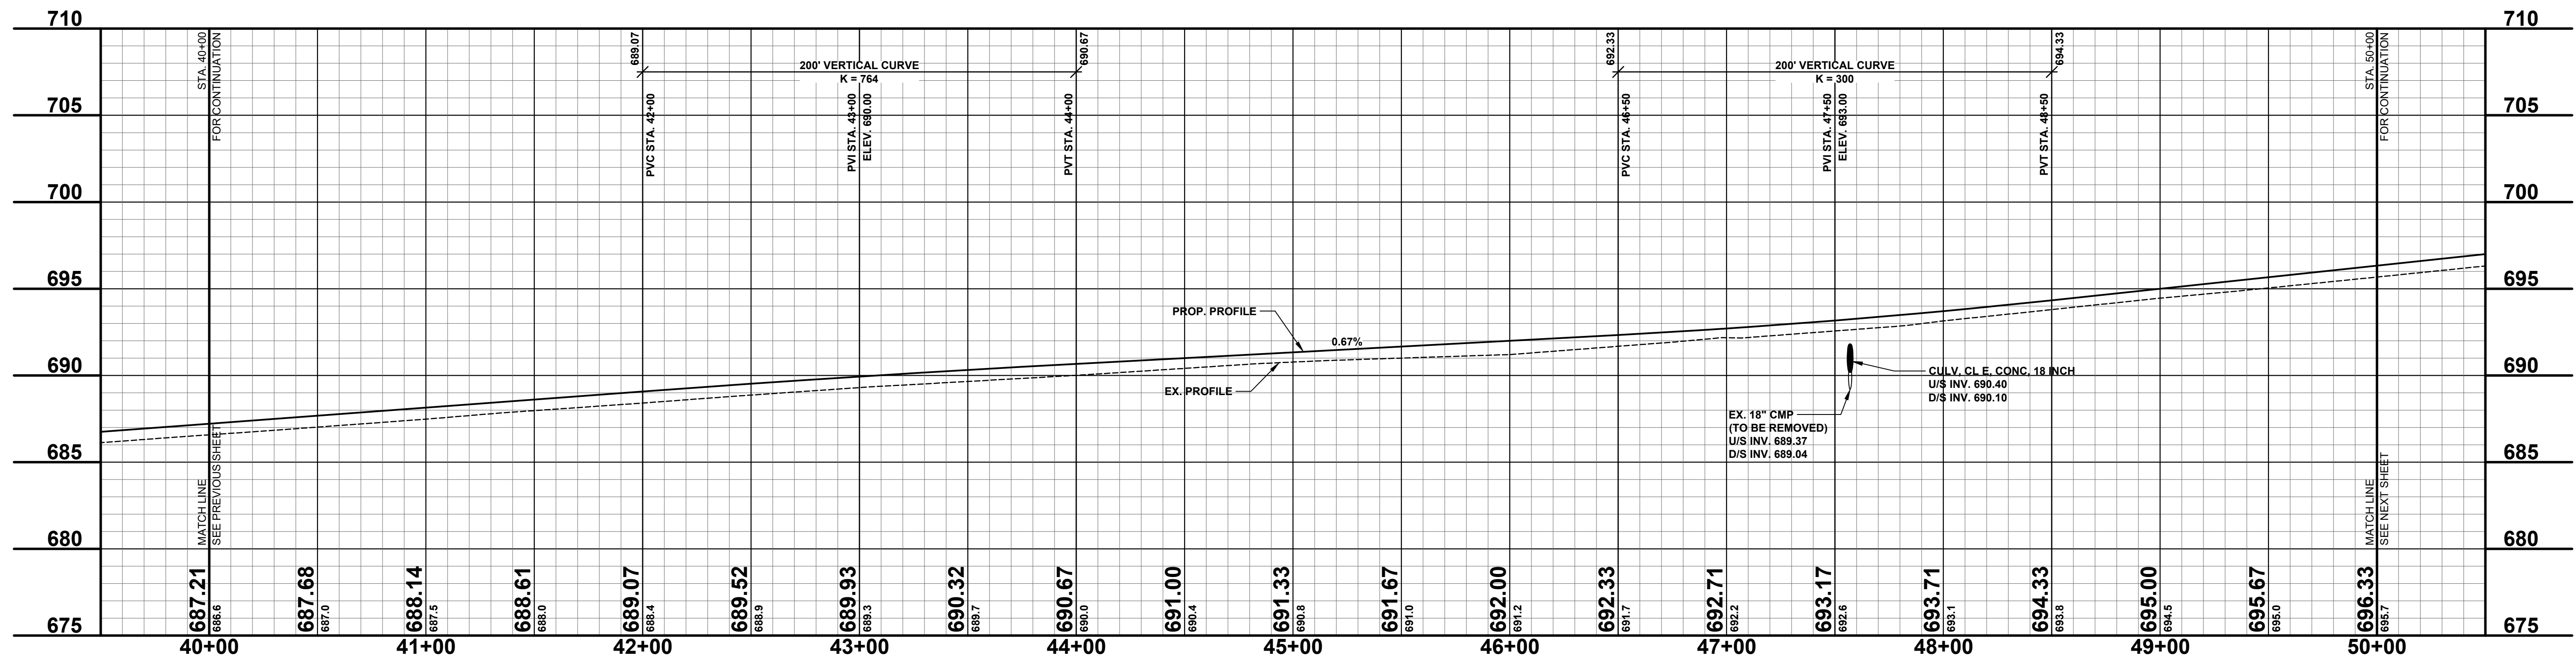 710
705
700
695
690
685
680
675
STA. 40+00
FOR CONTINUATION
MATCH LINE
SEE PREVIOUS SHEET
689.07
200' VERTICAL CURVE
K = 764
690.67
PVC STA. 42+00
PVI STA. 43+00
ELEV. 690.00
PVT STA. 44+00
692.33
200' VERTICAL CURVE
K = 300
694.33
PVC STA. 46+50
PVI STA. 47+50
ELEV. 693.00
PVT STA. 48+50
STA. 50+00
FOR CONTINUATION
MATCH LINE
SEE NEXT SHEET
PROP. PROFILE
0.67%
EX. PROFILE
CULV, CL E, CONC, 18 INCH
U/S INV. 690.40
D/S INV. 690.10
EX. 18" CMP
(TO BE REMOVED)
U/S INV. 689.37
D/S INV. 689.04
687.21
686.6
687.68
687.0
688.14
687.5
688.61
688.0
689.07
688.4
689.52
688.9
689.93
689.3
690.32
689.7
690.67
690.0
691.00
690.4
691.33
690.8
691.67
691.0
692.00
691.2
692.33
691.7
692.71
692.2
693.17
692.6
693.71
693.1
694.33
693.8
695.00
694.5
695.67
695.0
696.33
695.7
40+00
41+00
42+00
43+00
44+00
45+00
46+00
47+00
48+00
49+00
50+00
710
705
700
695
690
685
680
675